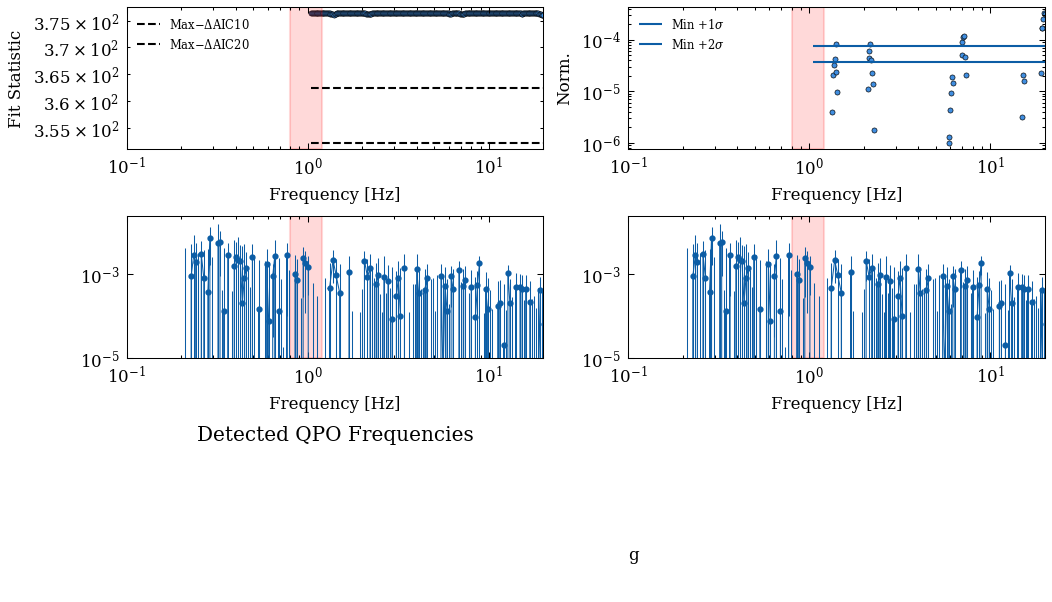 Fit Statistic
3.75 × 10²
3.7 × 10²
3.65 × 10²
3.6 × 10²
3.55 × 10²
Max−ΔAIC10
Max−ΔAIC20
10⁻¹ 10⁰ 10¹
Frequency [Hz]
Norm.
10⁻⁴
10⁻⁵
10⁻⁶
Min +1σ
Min +2σ
10⁻¹ 10⁰ 10¹
Frequency [Hz]
10⁻³
10⁻⁵
10⁻¹ 10⁰ 10¹
Frequency [Hz]
10⁻³
10⁻⁵
10⁻¹ 10⁰ 10¹
Frequency [Hz]
Detected QPO Frequencies
g